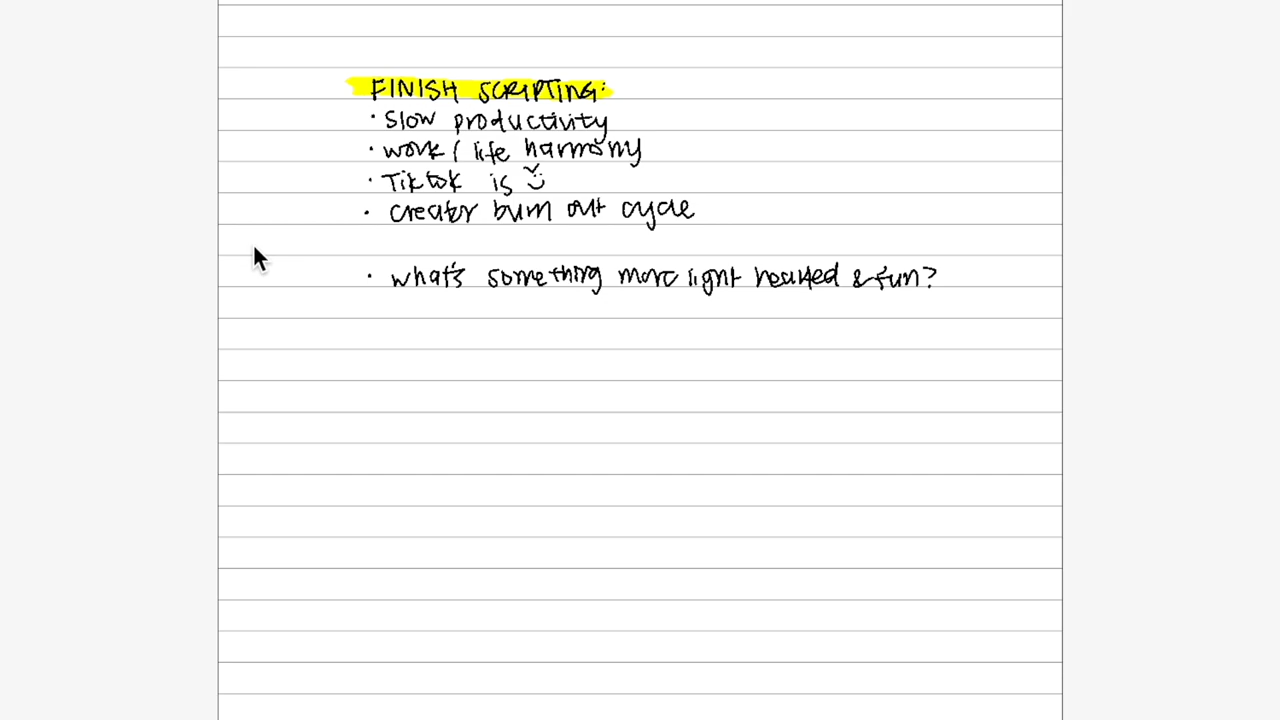 FINISH SCRIPTING:
· Slow productivity
· work / life harmony
· Tiktok is
· creator burn out cycle
· what's something more light hearted & fun?